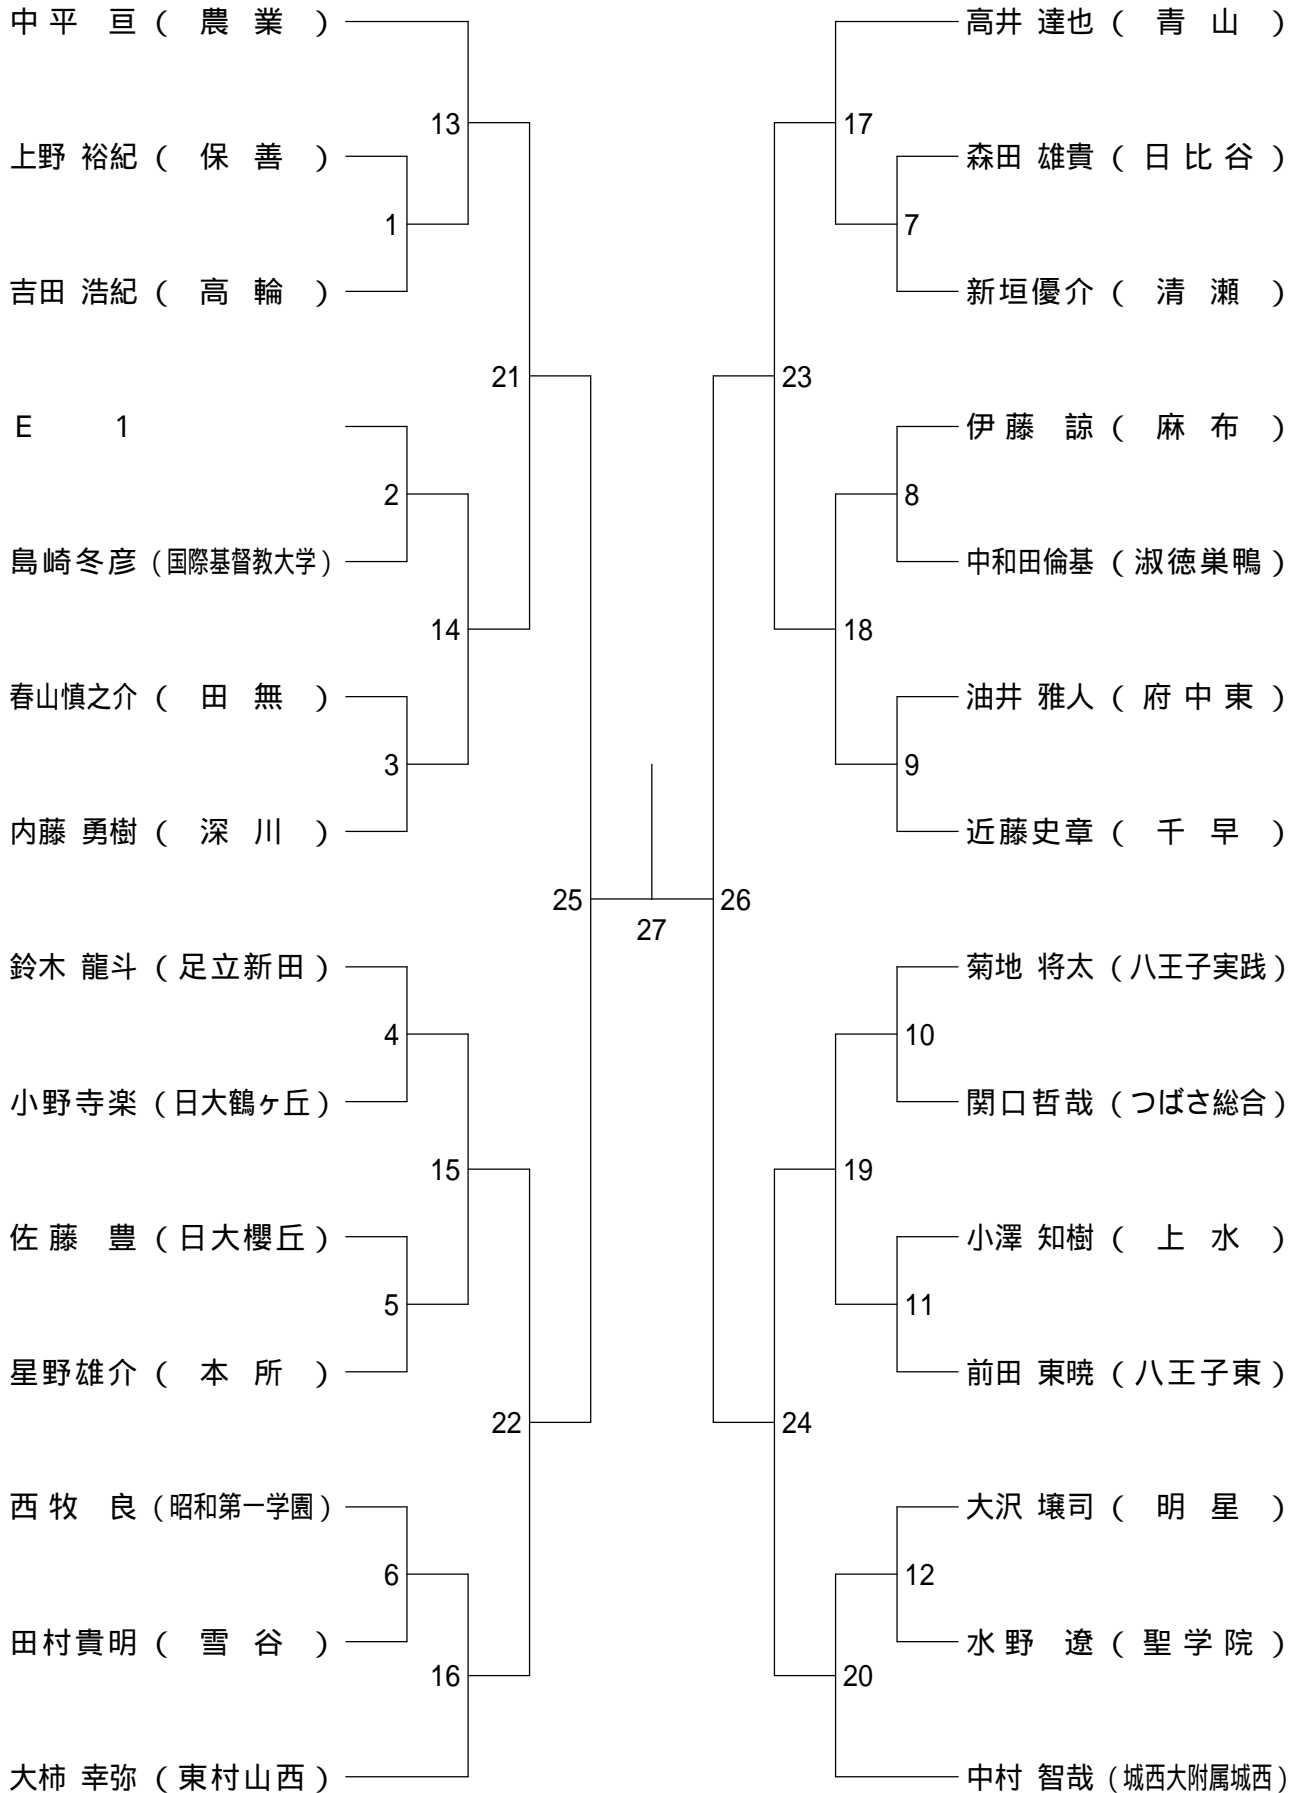 中平 亘 ( 農 業 )
13
上野 裕紀 ( 保 善 )
1
吉田 浩紀 ( 高 輪 )
21
E 1
2
島崎冬彦 (国際基督教大学)
14
春山慎之介 ( 田 無 )
3
内藤 勇樹 ( 深 川 )
25
鈴木 龍斗 (足立新田)
4
小野寺楽 (日大鶴ヶ丘)
15
佐藤 豊 (日大櫻丘)
5
星野雄介 ( 本 所 )
22
西牧 良 (昭和第一学園)
6
田村貴明 ( 雪 谷 )
16
大柿 幸弥 (東村山西)
27
高井 達也 ( 青 山 )
17
森田 雄貴 (日比谷)
7
新垣優介 ( 清 瀬 )
23
伊藤 諒 ( 麻 布 )
8
中和田倫基 (淑徳巣鴨)
18
油井 雅人 (府中東)
9
近藤史章 ( 千 早 )
26
菊地 将太 (八王子実践)
10
関口哲哉 (つばさ総合)
19
小澤 知樹 ( 上 水 )
11
前田 東暁 (八王子東)
24
大沢 壌司 ( 明 星 )
12
水野 遼 (聖学院)
20
中村 智哉 (城西大附属城西)